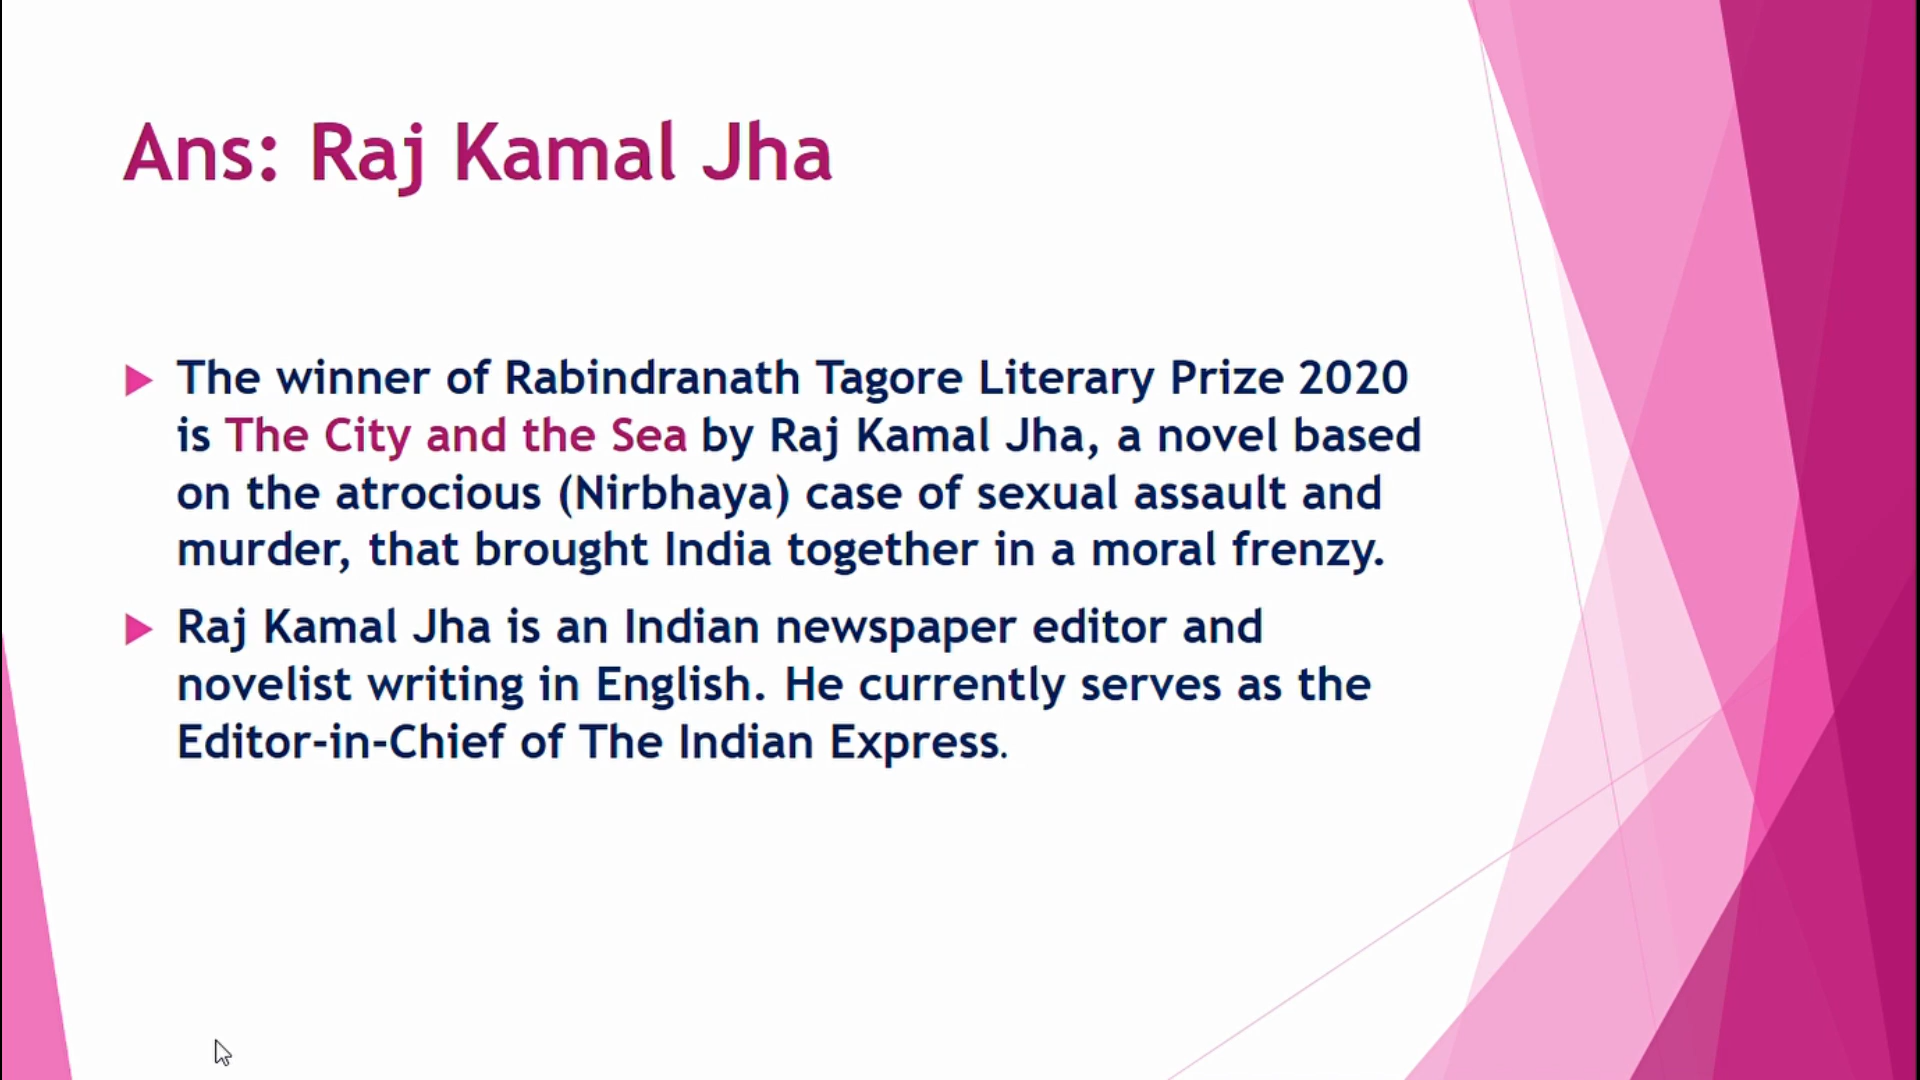 Ans: Raj Kamal Jha
The winner of Rabindranath Tagore Literary Prize 2020
is The City and the Sea by Raj Kamal Jha, a novel based
on the atrocious (Nirbhaya) case of sexual assault and
murder, that brought India together in a moral frenzy.
Raj Kamal Jha is an Indian newspaper editor and
novelist writing in English. He currently serves as the
Editor-in-Chief of The Indian Express.